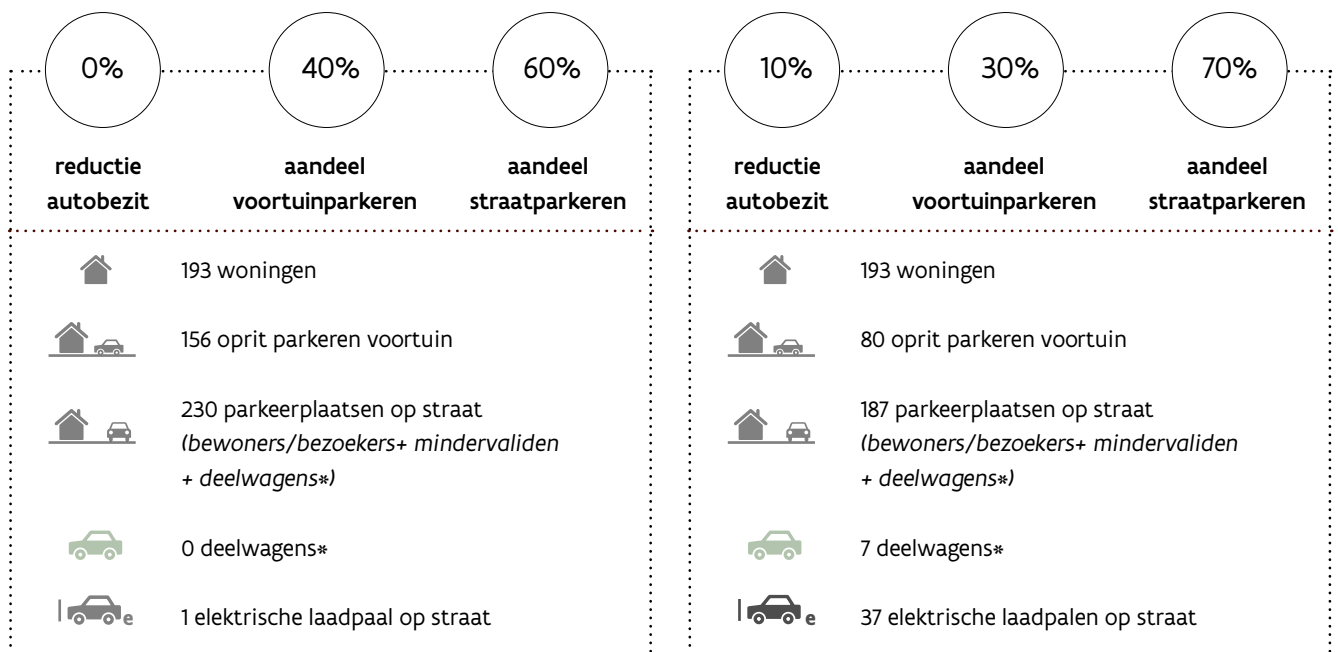 0%
40%
60%
reductie
autobezit
aandeel
voortuinparkeren
aandeel
straatparkeren
193 woningen
156 oprit parkeren voortuin
230 parkeerplaatsen op straat
(bewoners/bezoekers+ mindervaliden
+ deelwagens*)
0 deelwagens*
e
1 elektrische laadpaal op straat
10%
30%
70%
reductie
autobezit
aandeel
voortuinparkeren
aandeel
straatparkeren
193 woningen
80 oprit parkeren voortuin
187 parkeerplaatsen op straat
(bewoners/bezoekers+ mindervaliden
+ deelwagens*)
7 deelwagens*
e
37 elektrische laadpalen op straat